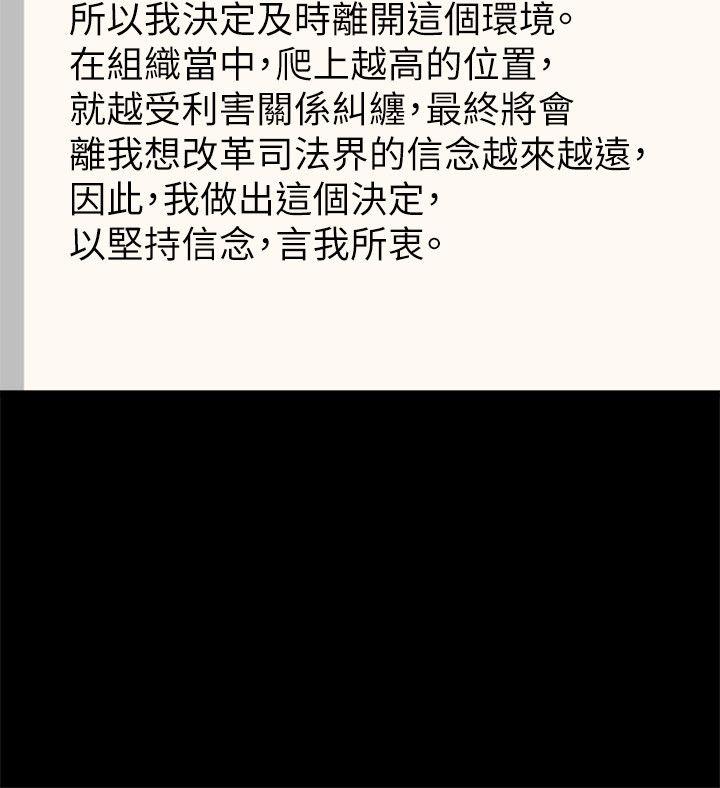 所以我決定及時離開這個環境。
在組織當中，爬上越高的位置，
就越受利害關係糾纏，最終將會
離我想改革司法界的信念越來越遠，
因此，我做出這個決定，
以堅持信念，言我所衷。